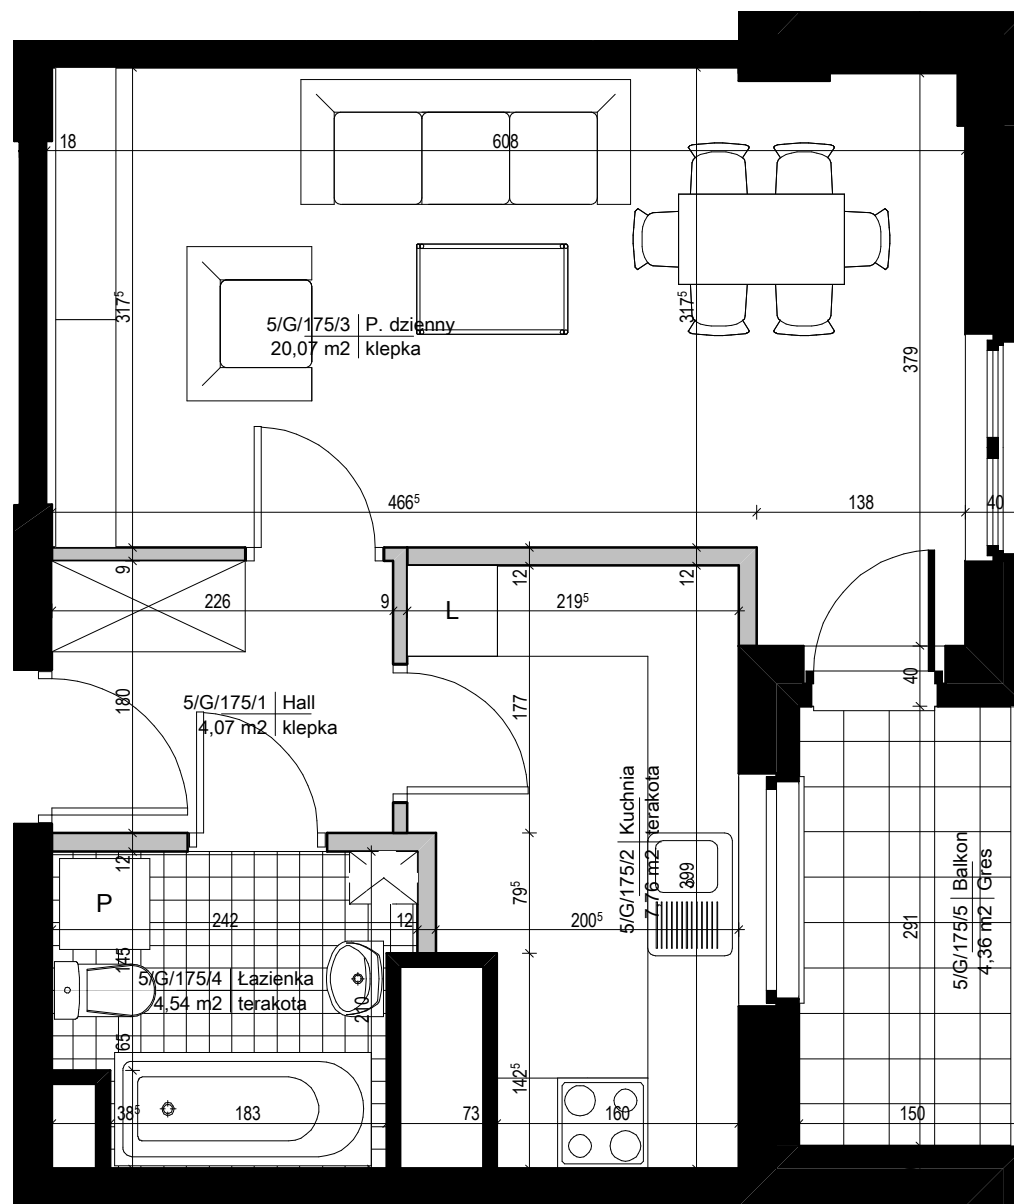 18
608
317⁵
317⁵
5/G/175/3 P. dzienny
20,07 m2 klepka
379
466⁵
138
40
9
12
12
226
9
219⁵
L
180
5/G/175/1 Hall
4,07 m2 klepka
177
40
5/G/175/2 Kuchnia
7,76 m2 terakota
399
12
P
242
12
79⁵
200⁵
291
5/G/175/5 Balkon
4,36 m2 Gres
145
5/G/175/4 Łazienka
4,54 m2 terakota
210
65
142⁵
38⁵
183
73
160
150